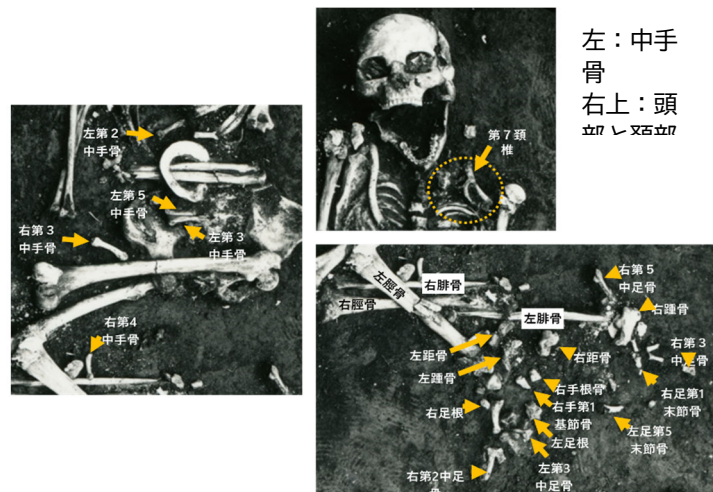 左：中手
骨
右上：頭
部と頚部
左第２
中手骨
左第５
中手骨
左第３
中手骨
右第３
中手骨
右第4
中手骨
第７頚
椎
右腓骨
左脛骨
右脛骨
左腓骨
右第５
中足骨
右踵骨
右第３
中足骨
左距骨
右距骨
左踵骨
右手根骨
右手第1
基節骨
右足根
左足根
右足第1
末節骨
左足第5
末節骨
左第３
中足骨
右第2中足